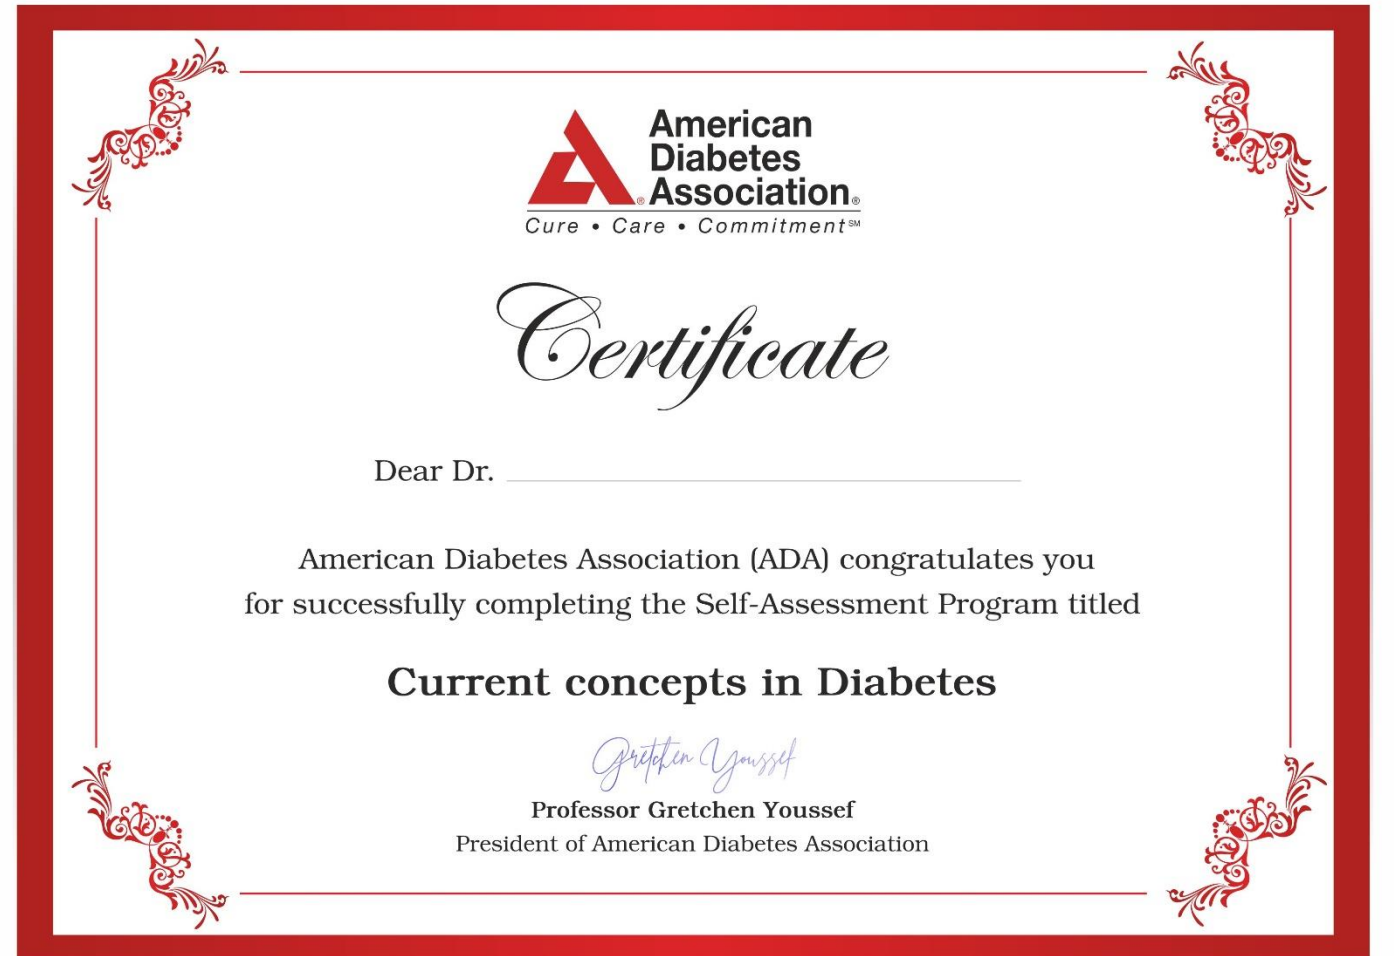 American
Diabetes
Association®
Cure • Care • Commitment℠
Certificate
Dear Dr.
American Diabetes Association (ADA) congratulates you
for successfully completing the Self-Assessment Program titled
Current concepts in Diabetes
Gretchen Youssef
Professor Gretchen Youssef
President of American Diabetes Association